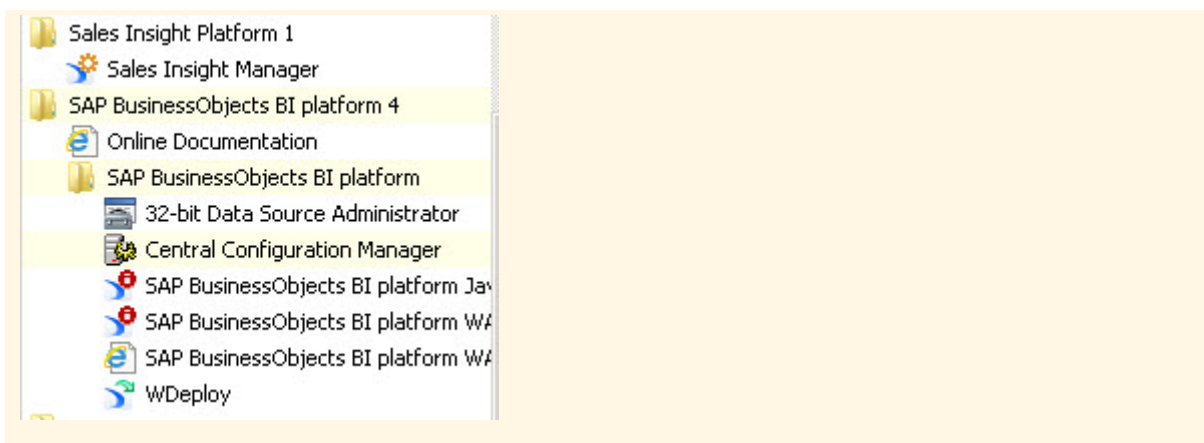 Sales Insight Platform 1
Sales Insight Manager
SAP BusinessObjects BI platform 4
Online Documentation
SAP BusinessObjects BI platform
32-bit Data Source Administrator
Central Configuration Manager
SAP BusinessObjects BI platform Jav
SAP BusinessObjects BI platform WA
SAP BusinessObjects BI platform WA
WDeploy